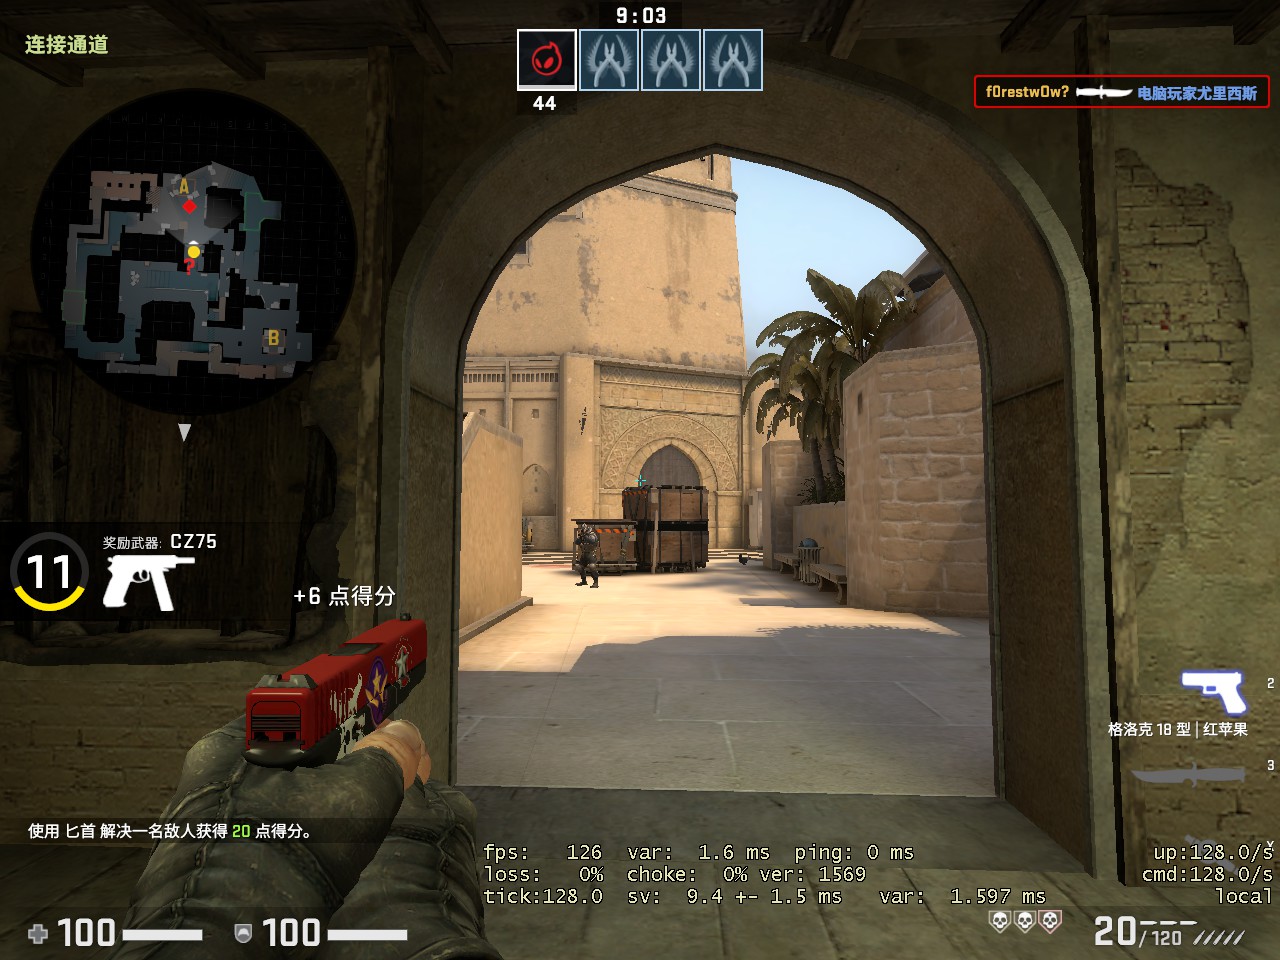 9:03
连接通道
44
f0restw0w? 电脑玩家尤里西斯
A
?
B
11
奖励武器: CZ75
+6 点得分
2
格洛克 18 型 | 红苹果
3
使用 匕首 解决一名敌人获得 20 点得分。
fps: 126 var: 1.6 ms ping: 0 ms
loss: 0% choke: 0% ver: 1569
tick:128.0 sv: 9.4 +- 1.5 ms var: 1.597 ms
up:128.0/s
cmd:128.0/s
local
100
100
20/120